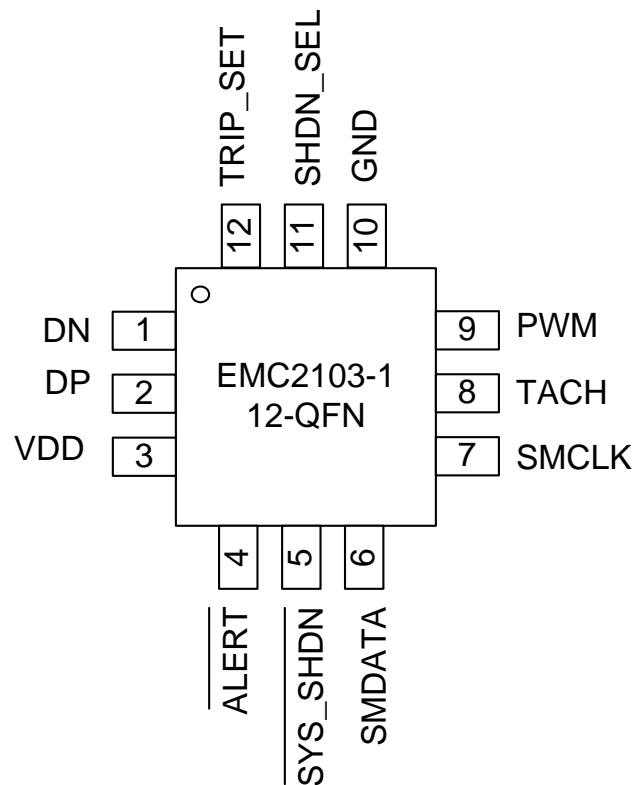 TRIP_SET
SHDN_SEL
GND
12
11
10
DN 1
DP 2
VDD 3
EMC2103-1
12-QFN
9 PWM
8 TACH
7 SMCLK
4
5
6
ALERT
SYS_SHDN
SMDATA